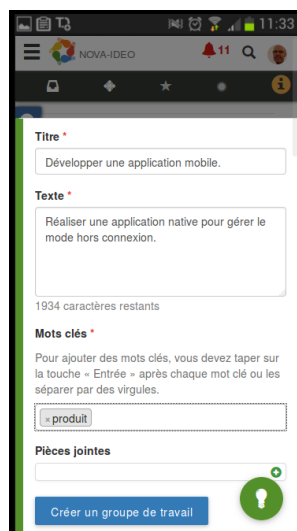 11:33
NOVA-IDEO
11
Titre *
Développer une application mobile.
Texte *
Réaliser une application native pour gérer le
mode hors connexion.
1934 caractères restants
Mots clés *
Pour ajouter des mots clés, vous devez taper sur
la touche « Entrée » après chaque mot clé ou les
séparer par des virgules.
×produit
Pièces jointes
Créer un groupe de travail